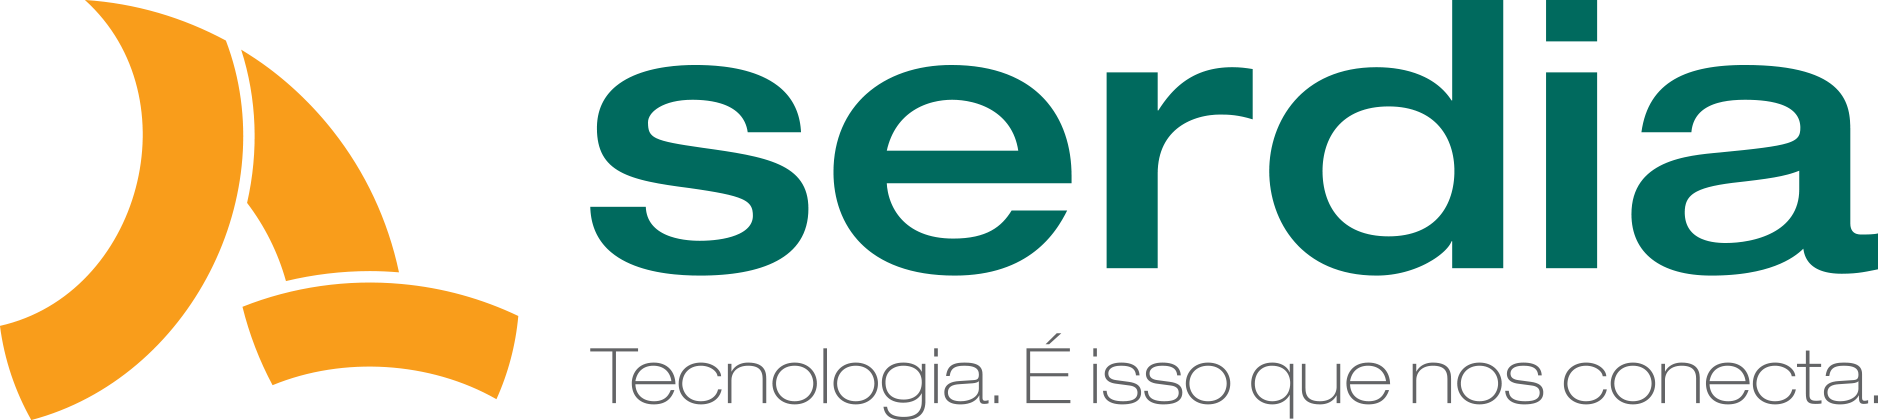 serdia
Tecnologia. É isso que nos conecta.